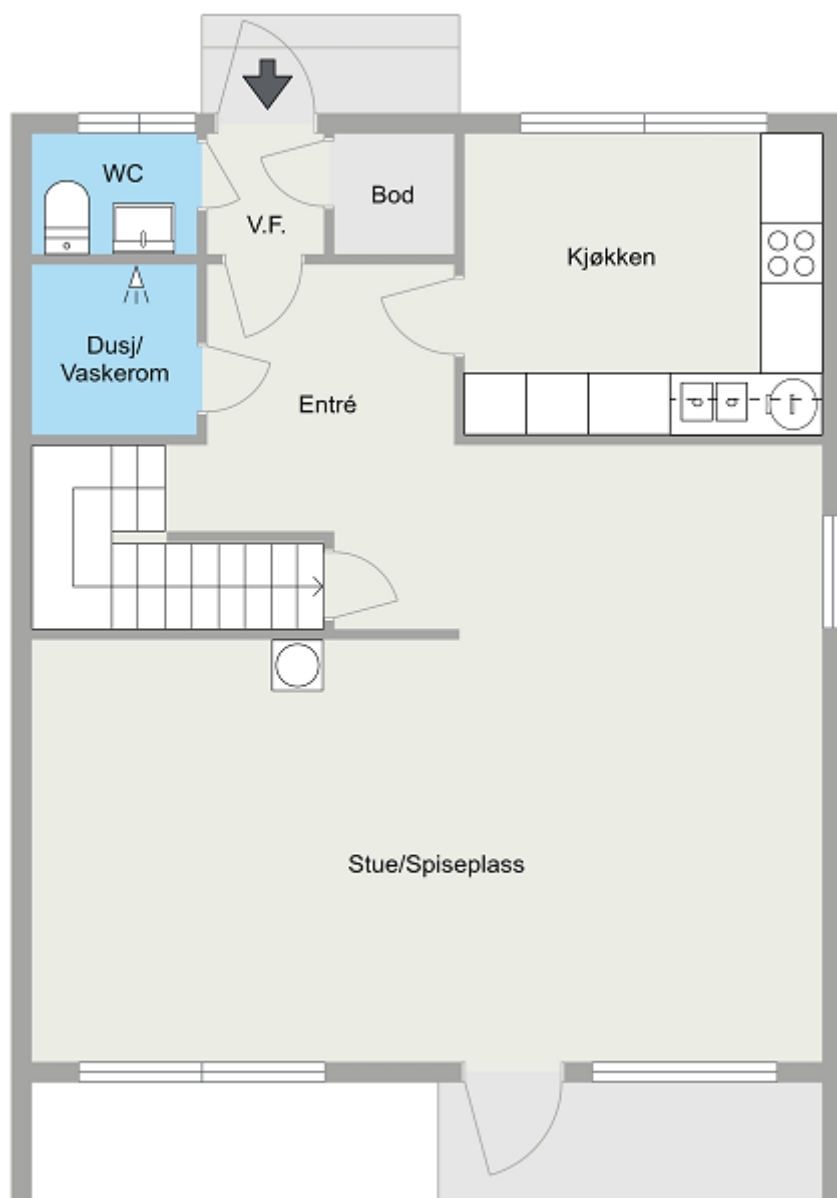 WC
V.F.
Bod
Kjøkken
Dusj/
Vaskerom
Entré
Stue/Spiseplass